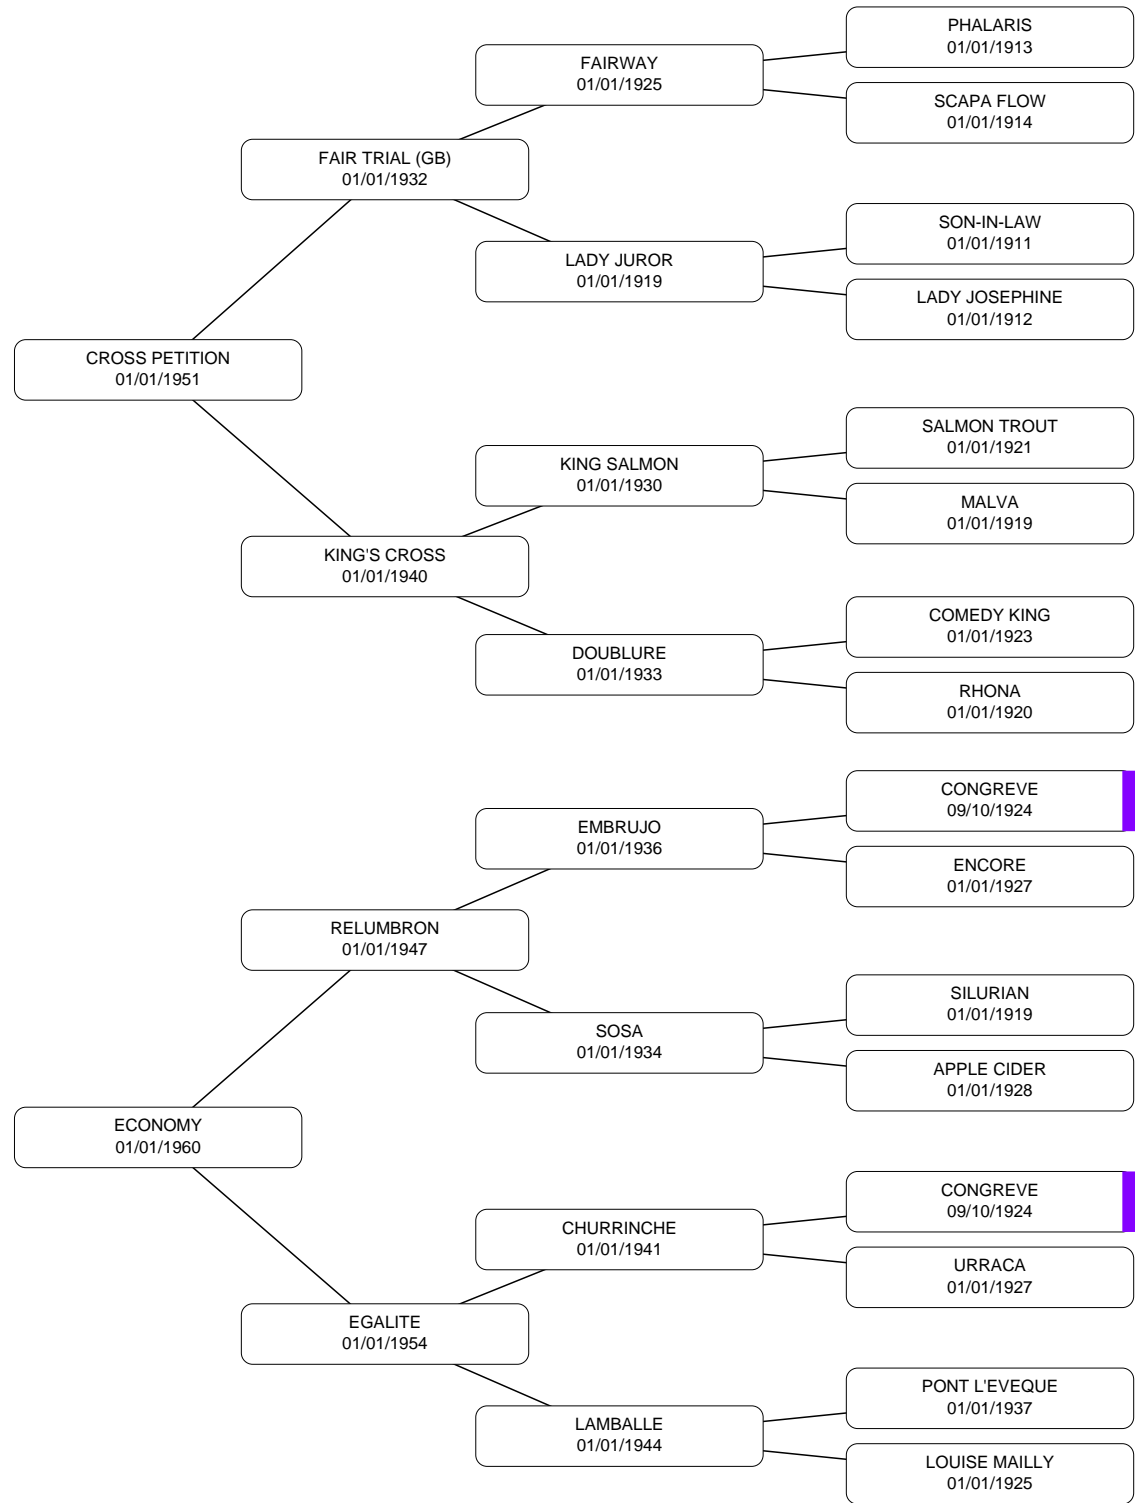 PHALARIS
01/01/1913
FAIRWAY
01/01/1925
SCAPA FLOW
01/01/1914
FAIR TRIAL (GB)
01/01/1932
SON-IN-LAW
01/01/1911
LADY JUROR
01/01/1919
LADY JOSEPHINE
01/01/1912
CROSS PETITION
01/01/1951
SALMON TROUT
01/01/1921
KING SALMON
01/01/1930
MALVA
01/01/1919
KING'S CROSS
01/01/1940
COMEDY KING
01/01/1923
DOUBLURE
01/01/1933
RHONA
01/01/1920
CONGREVE
09/10/1924
EMBRUJO
01/01/1936
ENCORE
01/01/1927
RELUMBRON
01/01/1947
SILURIAN
01/01/1919
SOSA
01/01/1934
APPLE CIDER
01/01/1928
ECONOMY
01/01/1960
CONGREVE
09/10/1924
CHURRINCHE
01/01/1941
URRACA
01/01/1927
EGALITE
01/01/1954
PONT L'EVEQUE
01/01/1937
LAMBALLE
01/01/1944
LOUISE MAILLY
01/01/1925